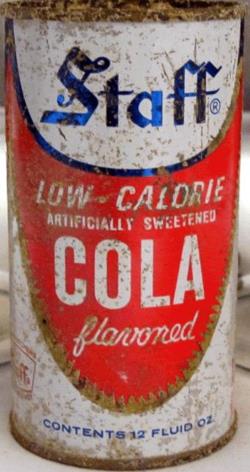 Staff®
LOW-CALORIE
ARTIFICIALLY SWEETENED
COLA
flavored
CONTENTS 12 FLUID OZ.